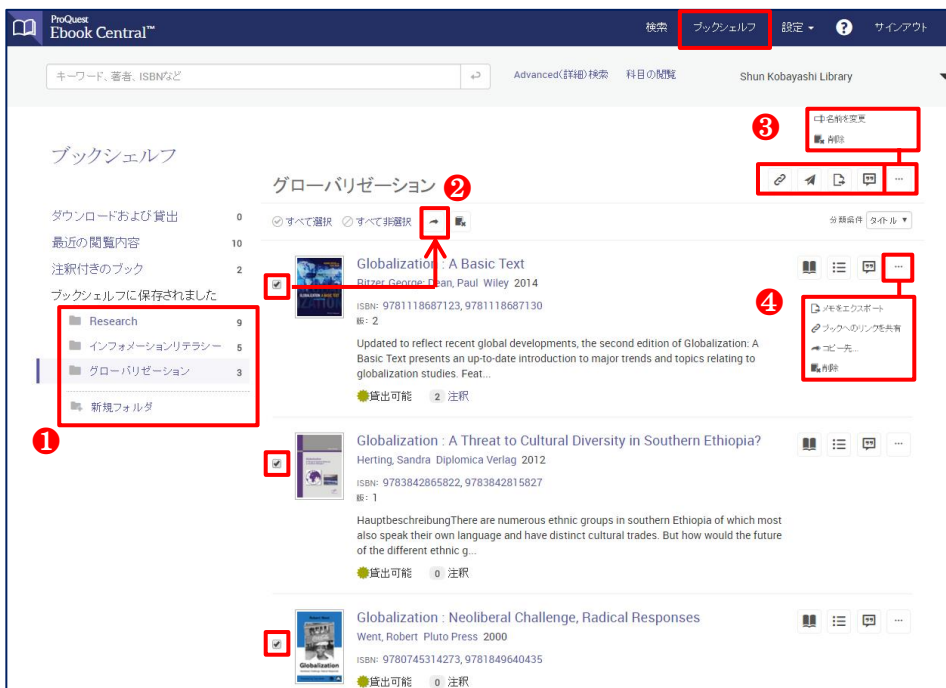 ProQuest
Ebook Central™
検索 ブックシェルフ 設定 ? サインアウト
キーワード、著者、ISBNなど
Advanced(詳細)検索 科目の閲覧 Shun Kobayashi Library
❸
名前を変更
削除
ブックシェルフ
グローバリゼーション ❷
ダウンロードおよび貸出 0
最近の閲覧内容 10
注釈付きのブック 2
ブックシェルフに保存されました
Research 9
インフォメーションリテラシー 5
グローバリゼーション 3
新規フォルダ
❶
すべて選択 すべて非選択
分類条件 タイトル
Globalization : A Basic Text
Ritzer, George; Dean, Paul Wiley 2014
ISBN: 9781118687123, 9781118687130
版: 2
Updated to reflect recent global developments, the second edition of Globalization: A
Basic Text presents an up-to-date introduction to major trends and topics relating to
globalization studies. Feat...
貸出可能 2 注釈
❹
メモをエクスポート
ブックへのリンクを共有
コピー先...
削除
Globalization : A Threat to Cultural Diversity in Southern Ethiopia?
Herting, Sandra Diplomica Verlag 2012
ISBN: 9783842865822, 9783842815827
版: 1
HauptbeschreibungThere are numerous ethnic groups in southern Ethiopia of which most
also speak their own language and have distinct cultural trades. But how would the future
of the different ethnic g...
貸出可能 0 注釈
Globalization : Neoliberal Challenge, Radical Responses
Went, Robert Pluto Press 2000
ISBN: 9780745314273, 9781849640435
貸出可能 0 注釈
Globalization